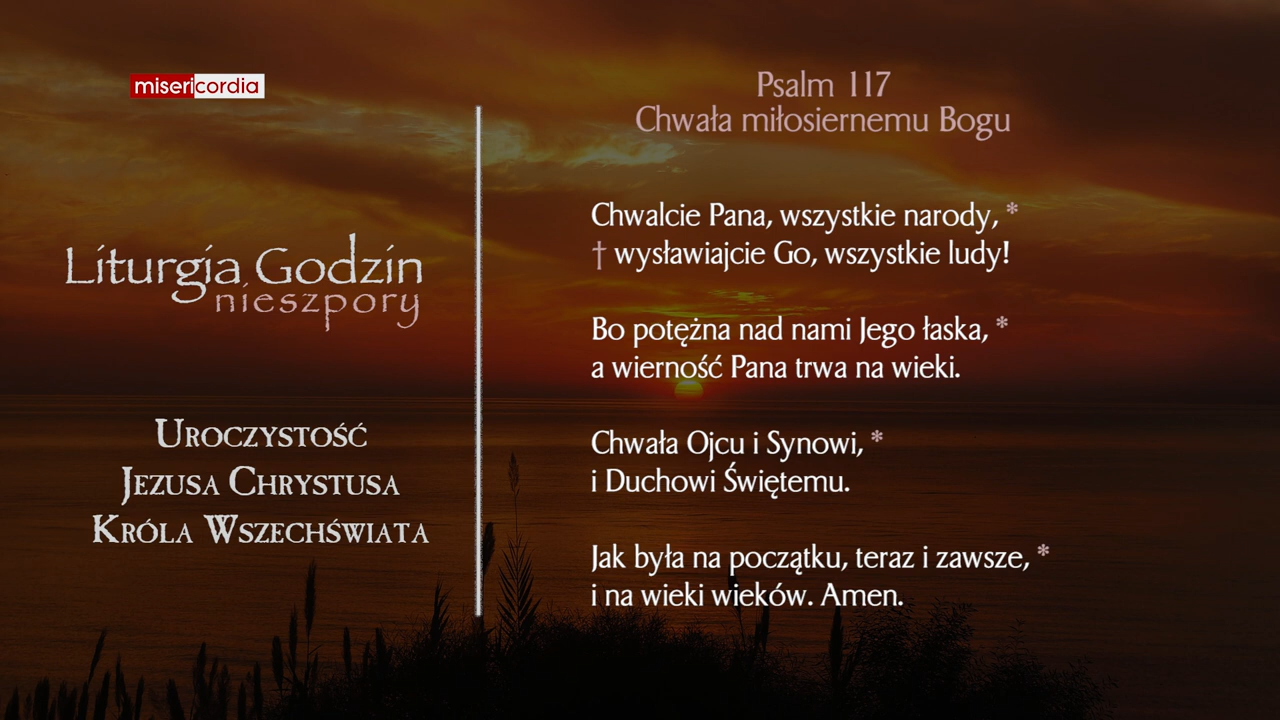 misericordia
Liturgia Godzin
nieszpory
Uroczystość
Jezusa Chrystusa
Króla Wszechświata
Psalm 117
Chwała miłosiernemu Bogu
Chwalcie Pana, wszystkie narody, *
† wysławiajcie Go, wszystkie ludy!
Bo potężna nad nami Jego łaska, *
a wierność Pana trwa na wieki.
Chwała Ojcu i Synowi, *
i Duchowi Świętemu.
Jak była na początku, teraz i zawsze, *
i na wieki wieków. Amen.